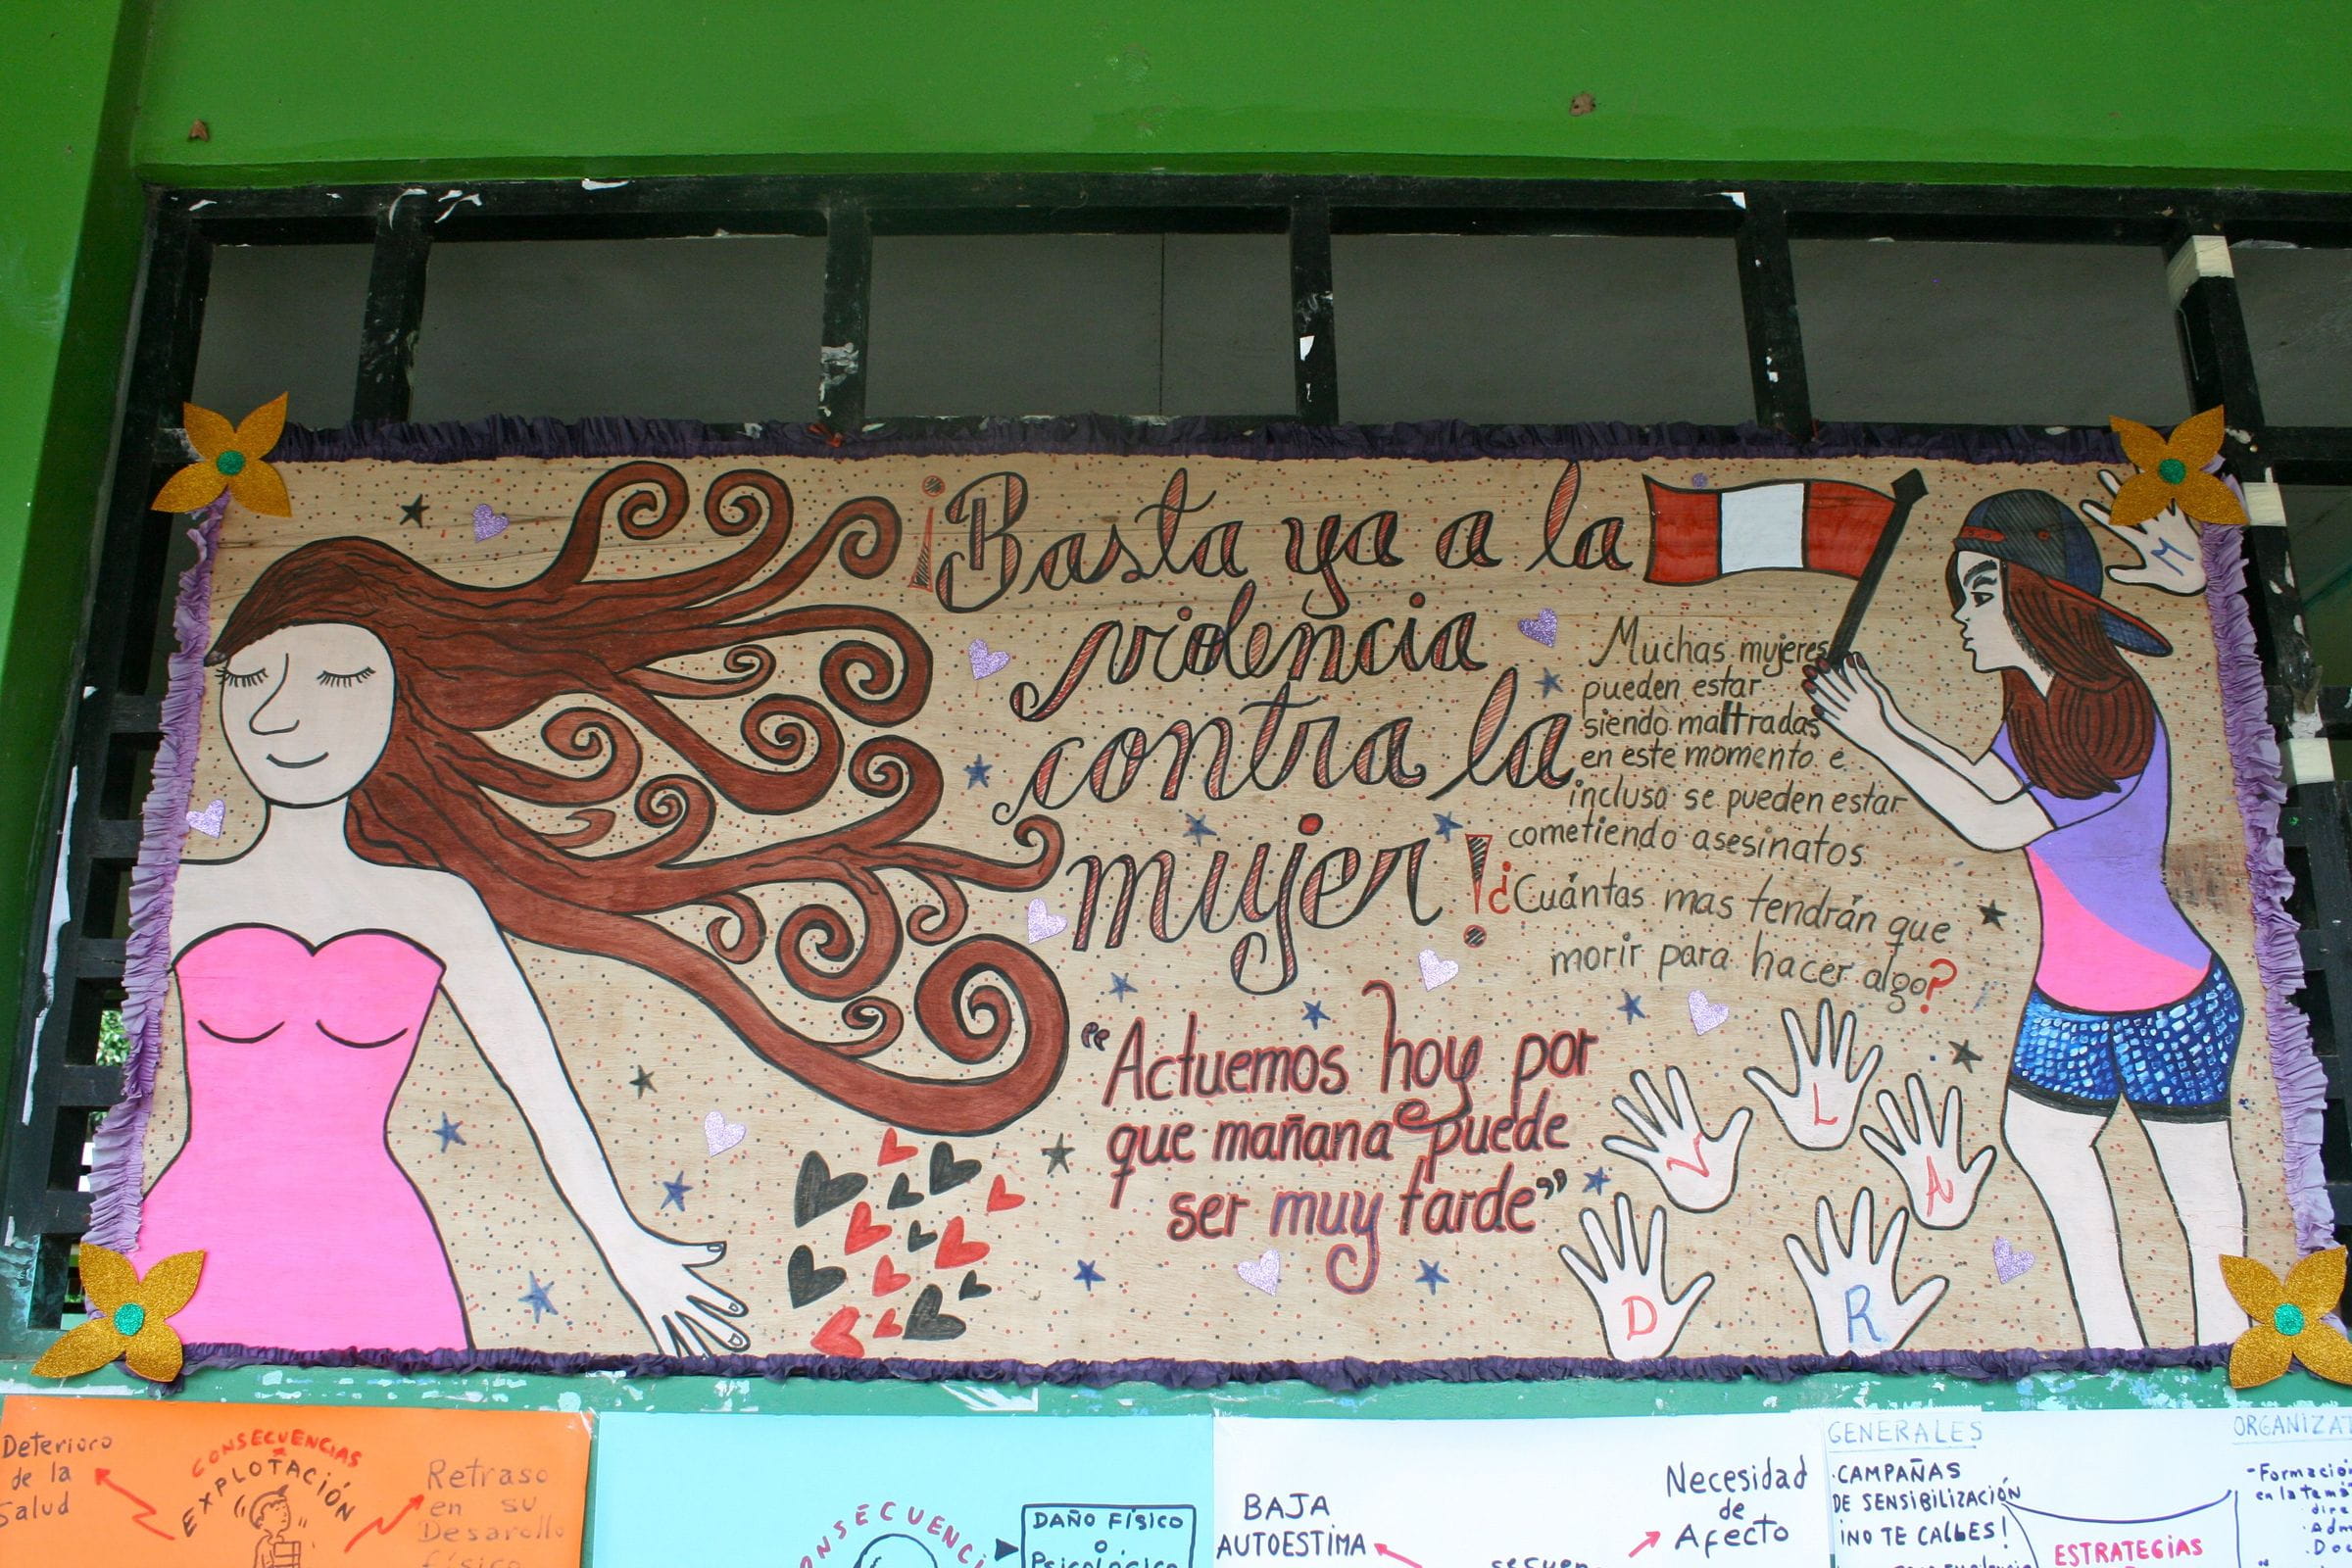 ¡Basta ya a la
violencia
contra la
mujer!
Muchas mujeres
pueden estar
siendo maltradas
en este momento e
incluso se pueden estar
cometiendo asesinatos
¿Cuántas mas tendrán que
morir para hacer algo?
"Actuemos hoy por
que mañana puede
ser muy tarde"
M
V
L
A
D
R
Deterioro
de la
Salud
CONSECUENCIAS
EXPLOTACIÓN
Retraso
en su
Desarollo
físico
DAÑO FÍSICO
o
Psicológico
BAJA
AUTOESTIMA
Necesidad
de
Afecto
GENERALES
·CAMPAÑAS
DE SENSIBILIZACIÓN
¡NO TE CALLES!
ESTRATEGIAS